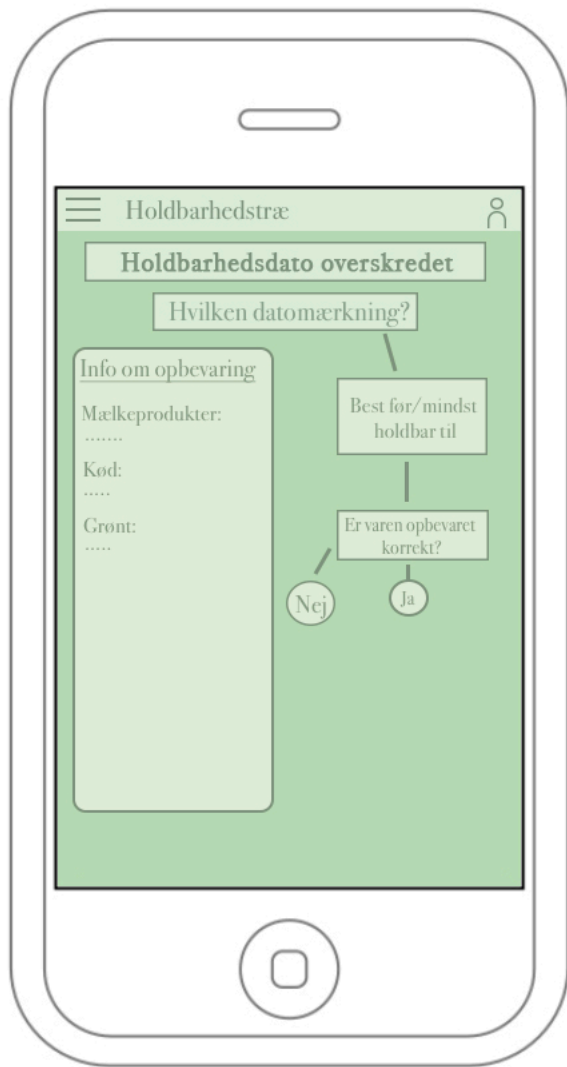 Holdbarhedstræ
Holdbarhedsdato overskredet
Hvilken datomærkning?
Info om opbevaring
Mælkeprodukter:
.......
Kød:
.....
Grønt:
.....
Best før/mindst
holdbar til
Er varen opbevaret
korrekt?
Nej
Ja